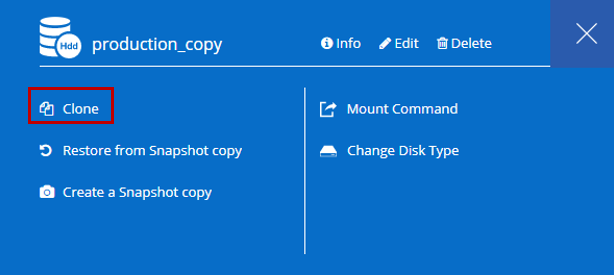 Hdd production_copy Info Edit Delete
Clone
Restore from Snapshot copy
Create a Snapshot copy
Mount Command
Change Disk Type